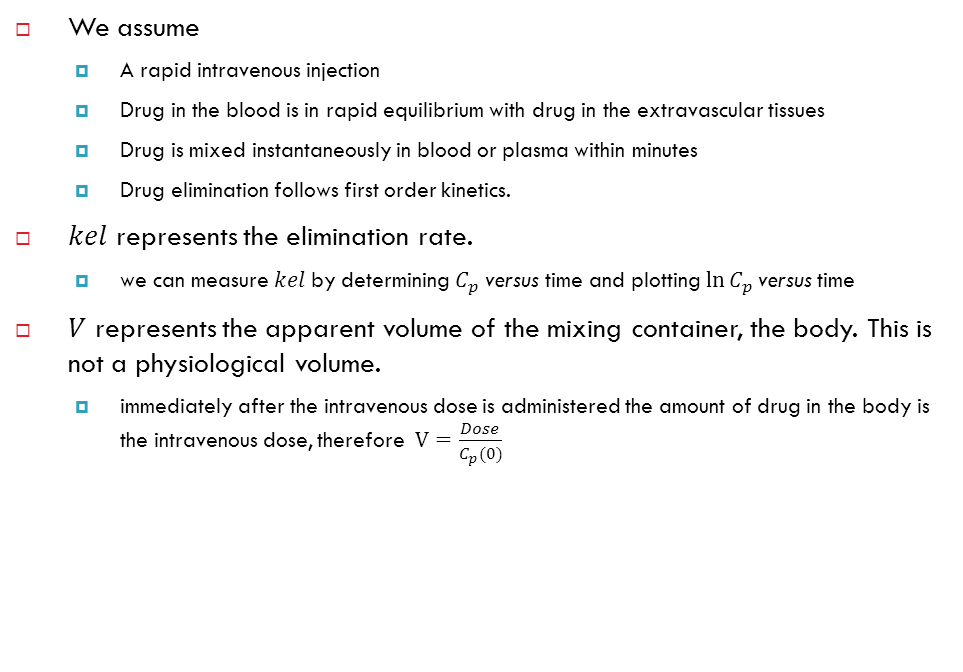 We assume
A rapid intravenous injection
Drug in the blood is in rapid equilibrium with drug in the extravascular tissues
Drug is mixed instantaneously in blood or plasma within minutes
Drug elimination follows first order kinetics.
kel represents the elimination rate.
we can measure kel by determining C_p versus time and plotting ln C_p versus time
V represents the apparent volume of the mixing container, the body. This is
not a physiological volume.
immediately after the intravenous dose is administered the amount of drug in the body is
the intravenous dose, therefore V = Dose / C_p(0)